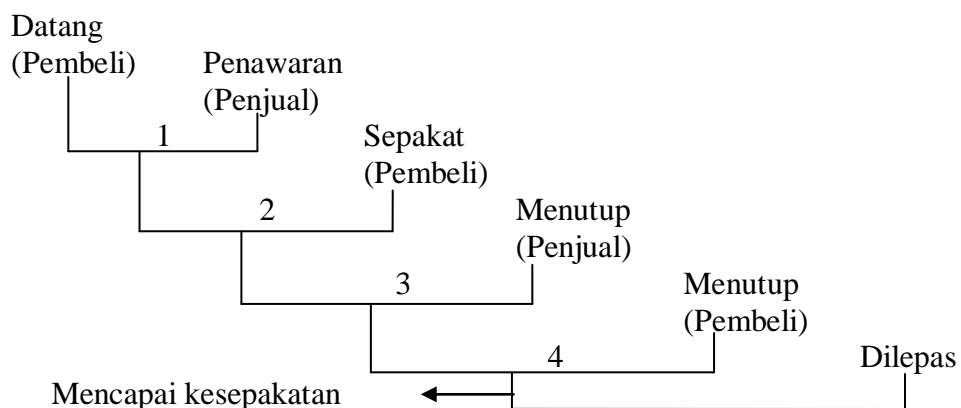 Datang
(Pembeli)
Penawaran
(Penjual)
1
Sepakat
(Pembeli)
2
Menutup
(Penjual)
3
Menutup
(Pembeli)
4
Dilepas
Mencapai kesepakatan